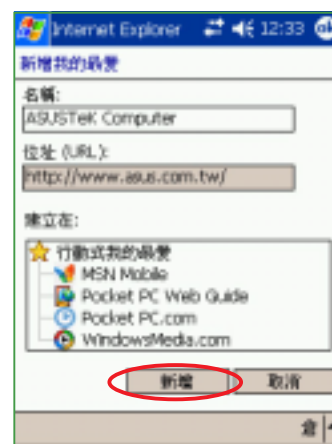 Internet Explorer 12:33 ok
新增我的最愛
名稱:
ASUSTeK Computer
位址 (URL):
http://www.asus.com.tw/
建立在:
行動式我的最愛
MSN Mobile
Pocket PC Web Guide
Pocket PC.com
WindowsMedia.com
新增 取消
倉